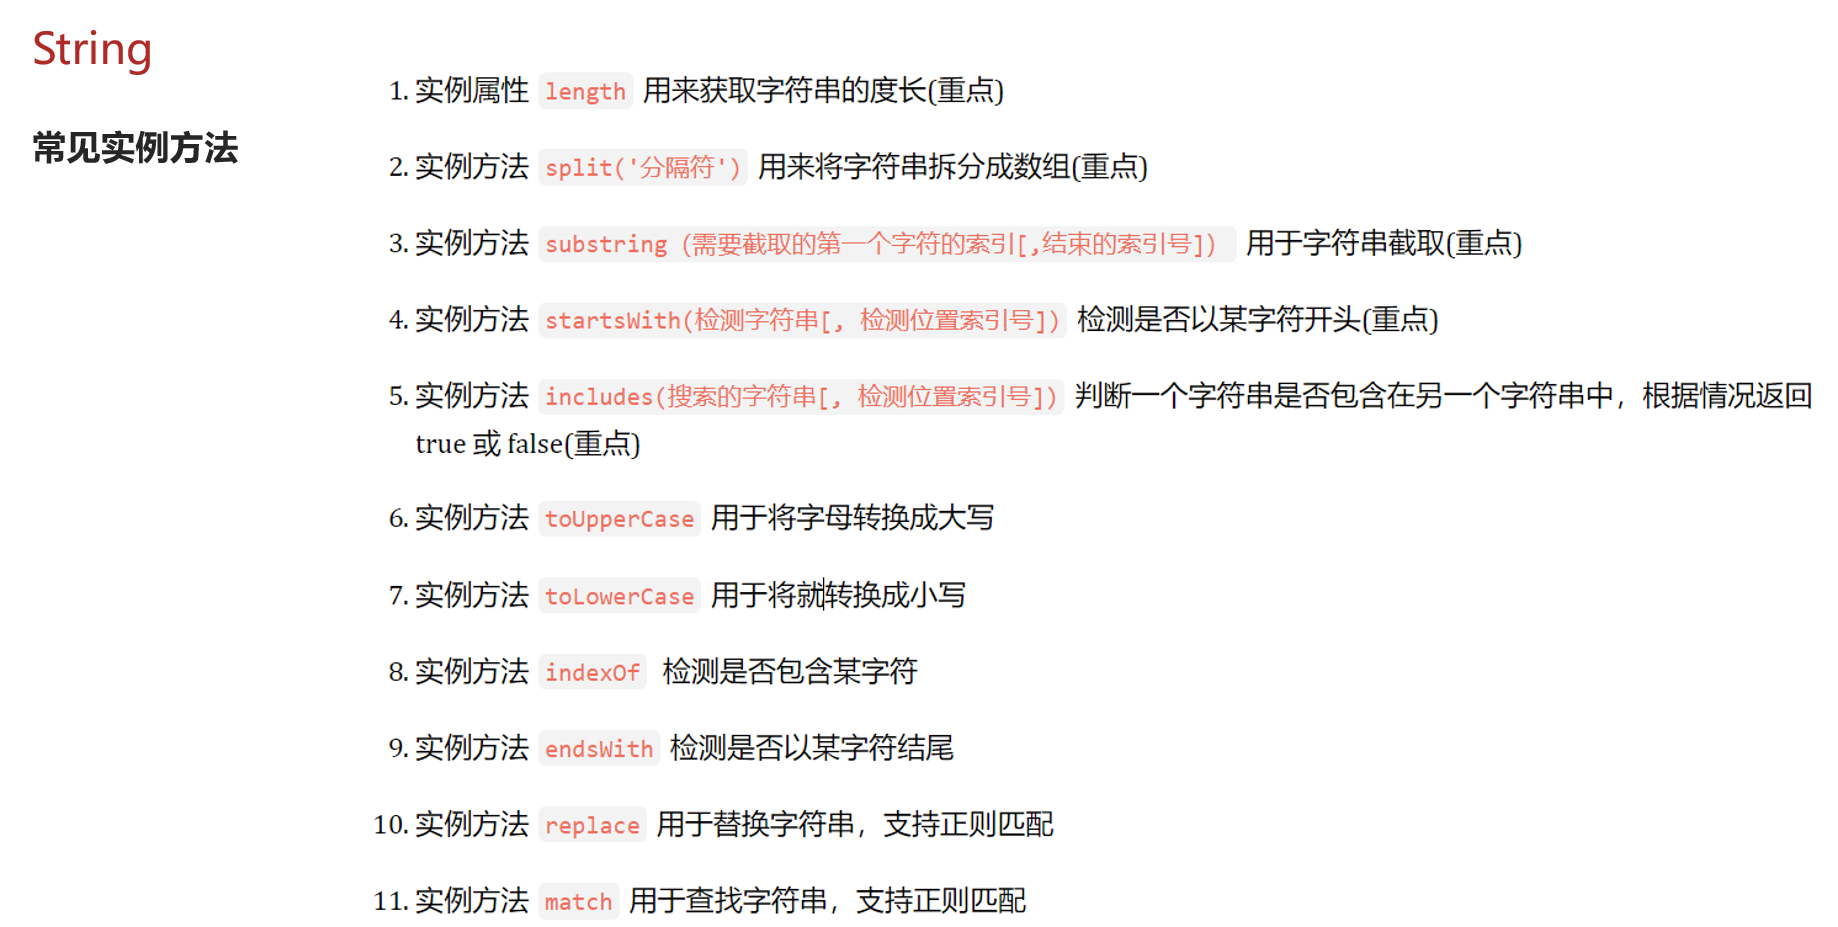 String
常见实例方法
1. 实例属性 length 用来获取字符串的度长(重点)
2. 实例方法 split('分隔符') 用来将字符串拆分成数组(重点)
3. 实例方法 substring（需要截取的第一个字符的索引[,结束的索引号]） 用于字符串截取(重点)
4. 实例方法 startsWith(检测字符串[, 检测位置索引号]) 检测是否以某字符开头(重点)
5. 实例方法 includes(搜索的字符串[, 检测位置索引号]) 判断一个字符串是否包含在另一个字符串中，根据情况返回
true 或 false(重点)
6. 实例方法 toUpperCase 用于将字母转换成大写
7. 实例方法 toLowerCase 用于将就转换成小写
8. 实例方法 indexOf 检测是否包含某字符
9. 实例方法 endsWith 检测是否以某字符结尾
10. 实例方法 replace 用于替换字符串，支持正则匹配
11. 实例方法 match 用于查找字符串，支持正则匹配